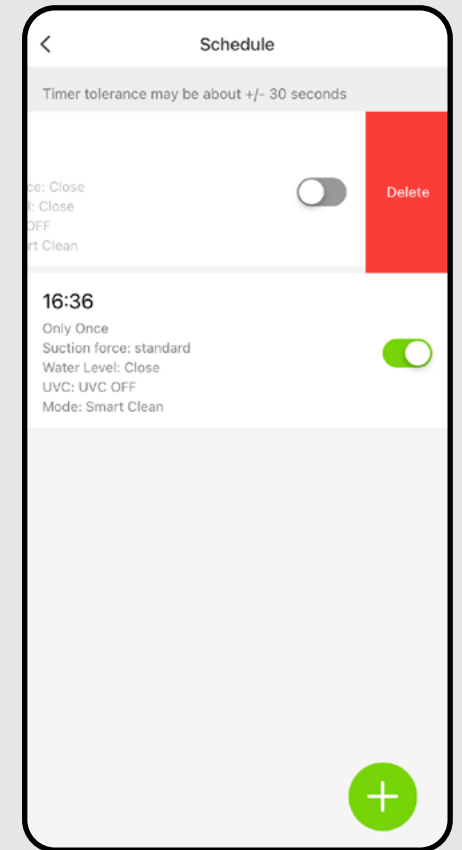 Schedule
Timer tolerance may be about +/- 30 seconds
ce: Close
l: Close
OFF
rt Clean
Delete
16:36
Only Once
Suction force: standard
Water Level: Close
UVC: UVC OFF
Mode: Smart Clean